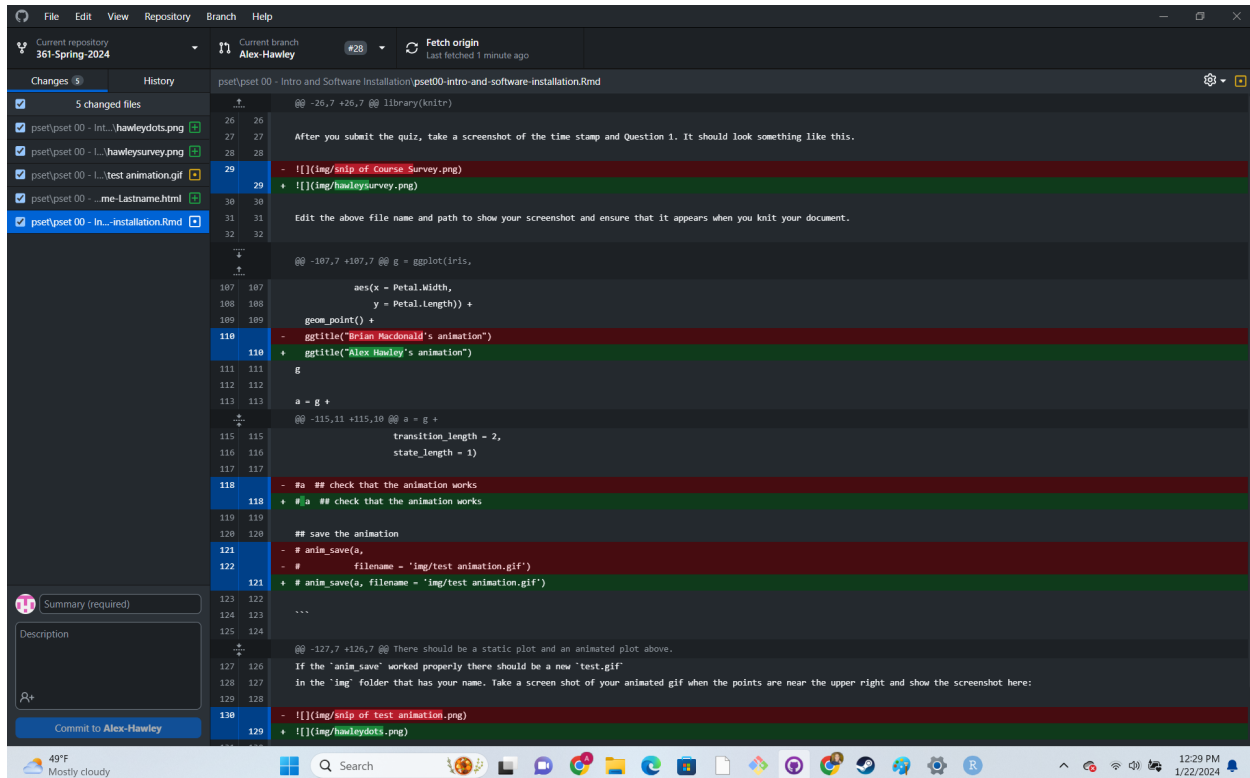 File Edit View Repository Branch Help
Current repository
361-Spring-2024
Current branch
Alex-Hawley
#28
Fetch origin
Last fetched 1 minute ago
Changes 5 History
pset\pset 00 - Intro and Software Installation\pset00-intro-and-software-installation.Rmd
5 changed files
pset\pset 00 - Int...\hawleydots.png
pset\pset 00 - I...\hawleysurvey.png
pset\pset 00 - I...\test animation.gif
pset\pset 00 - ...me-Lastname.html
pset\pset 00 - In...-installation.Rmd
@@ -26,7 +26,7 @@ library(knitr)
26 26
27 27 After you submit the quiz, take a screenshot of the time stamp and Question 1. It should look something like this.
28 28
29 - ![](img/snip of Course Survey.png)
29 + ![](img/hawleysurvey.png)
30 30
31 31 Edit the above file name and path to show your screenshot and ensure that it appears when you knit your document.
32 32
@@ -107,7 +107,7 @@ g = ggplot(iris,
107 107 aes(x = Petal.Width,
108 108 y = Petal.Length)) +
109 109 geom_point() +
110 - ggtitle("Brian Macdonald's animation")
110 + ggtitle("Alex Hawley's animation")
111 111 g
112 112
113 113 a = g +
@@ -115,11 +115,10 @@ a = g +
115 115 transition_length = 2,
116 116 state_length = 1)
117 117
118 - #a ## check that the animation works
118 + # a ## check that the animation works
119 119
120 120 ## save the animation
121 - # anim_save(a,
122 - # filename = 'img/test animation.gif')
121 + # anim_save(a, filename = 'img/test animation.gif')
123 122
124 123 ```
125 124
@@ -127,7 +126,7 @@ There should be a static plot and an animated plot above.
127 126 If the `anim_save` worked properly there should be a new `test.gif`
128 127 in the `img` folder that has your name. Take a screen shot of your animated gif when the points are near the upper right and show the screenshot here:
129 128
130 - ![](img/snip of test animation.png)
129 + ![](img/hawleydots.png)
Summary (required)
Description
Commit to Alex-Hawley
49°F
Mostly cloudy
Search
12:29 PM
1/22/2024